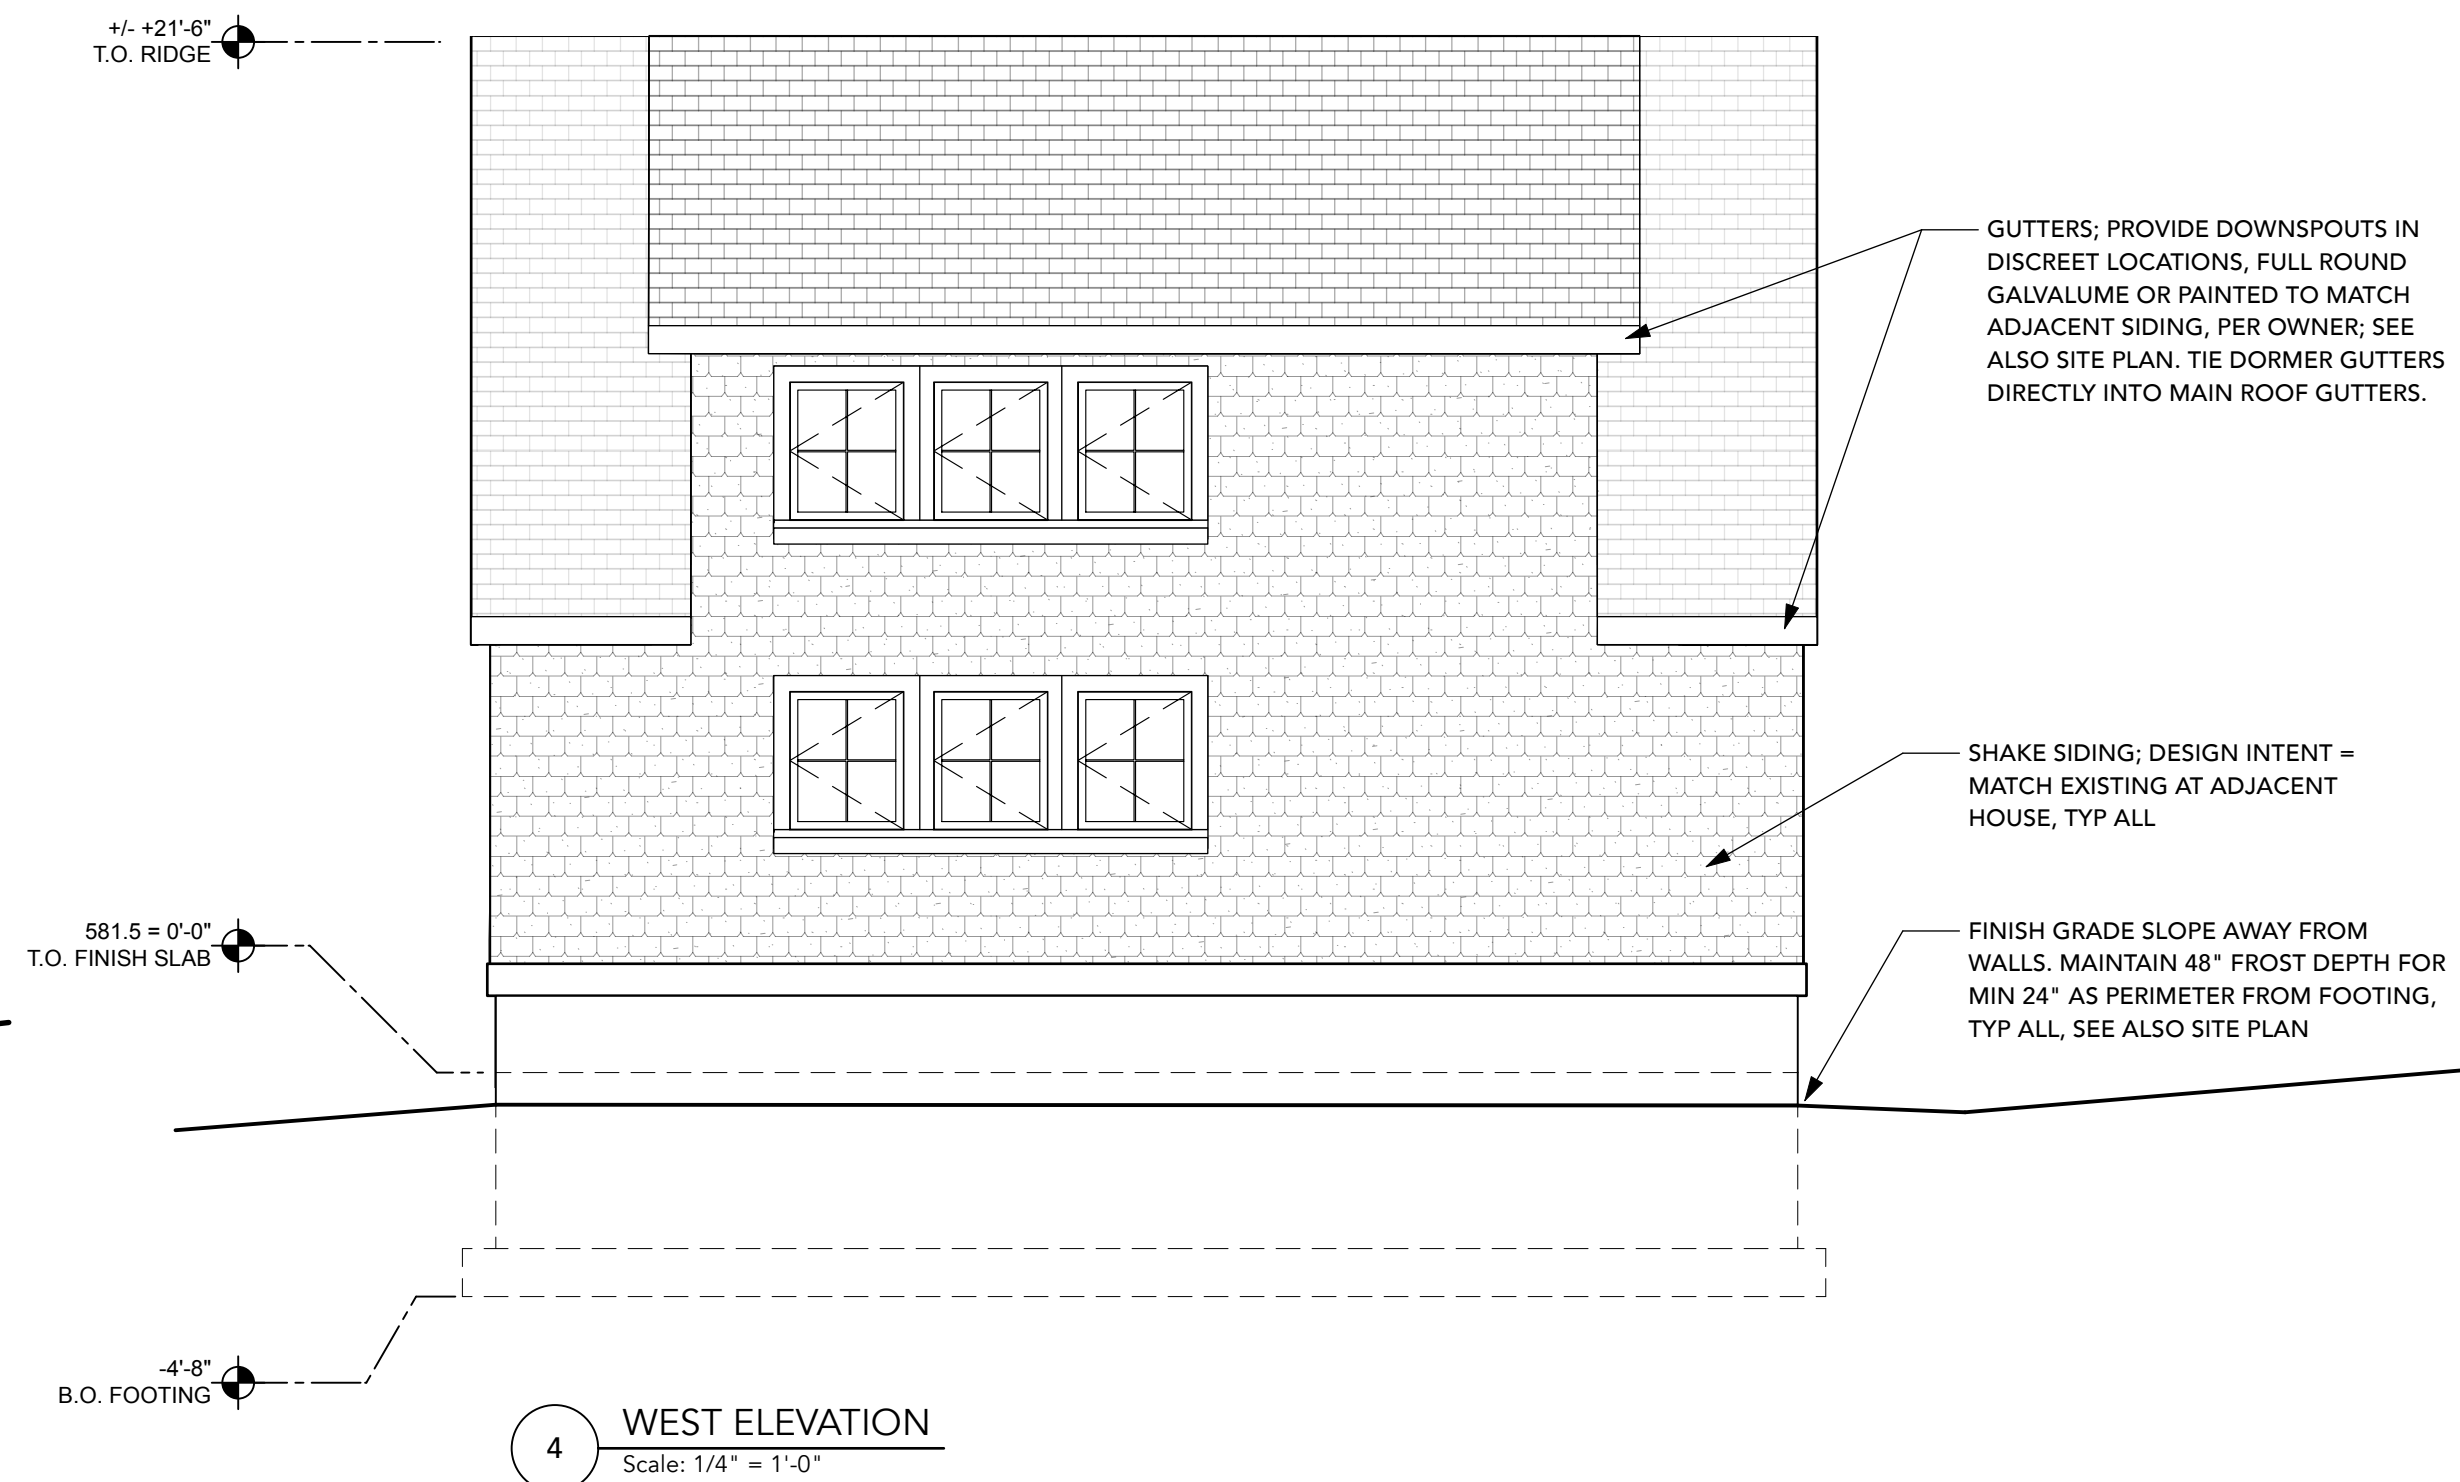 +/- +21'-6"
T.O. RIDGE
GUTTERS; PROVIDE DOWNSPOUTS IN
DISCREET LOCATIONS, FULL ROUND
GALVALUME OR PAINTED TO MATCH
ADJACENT SIDING, PER OWNER; SEE
ALSO SITE PLAN. TIE DORMER GUTTERS
DIRECTLY INTO MAIN ROOF GUTTERS.
SHAKE SIDING; DESIGN INTENT =
MATCH EXISTING AT ADJACENT
HOUSE, TYP ALL
581.5 = 0'-0"
T.O. FINISH SLAB
FINISH GRADE SLOPE AWAY FROM
WALLS. MAINTAIN 48" FROST DEPTH FOR
MIN 24" AS PERIMETER FROM FOOTING,
TYP ALL, SEE ALSO SITE PLAN
-4'-8"
B.O. FOOTING
4
WEST ELEVATION
Scale: 1/4" = 1'-0"